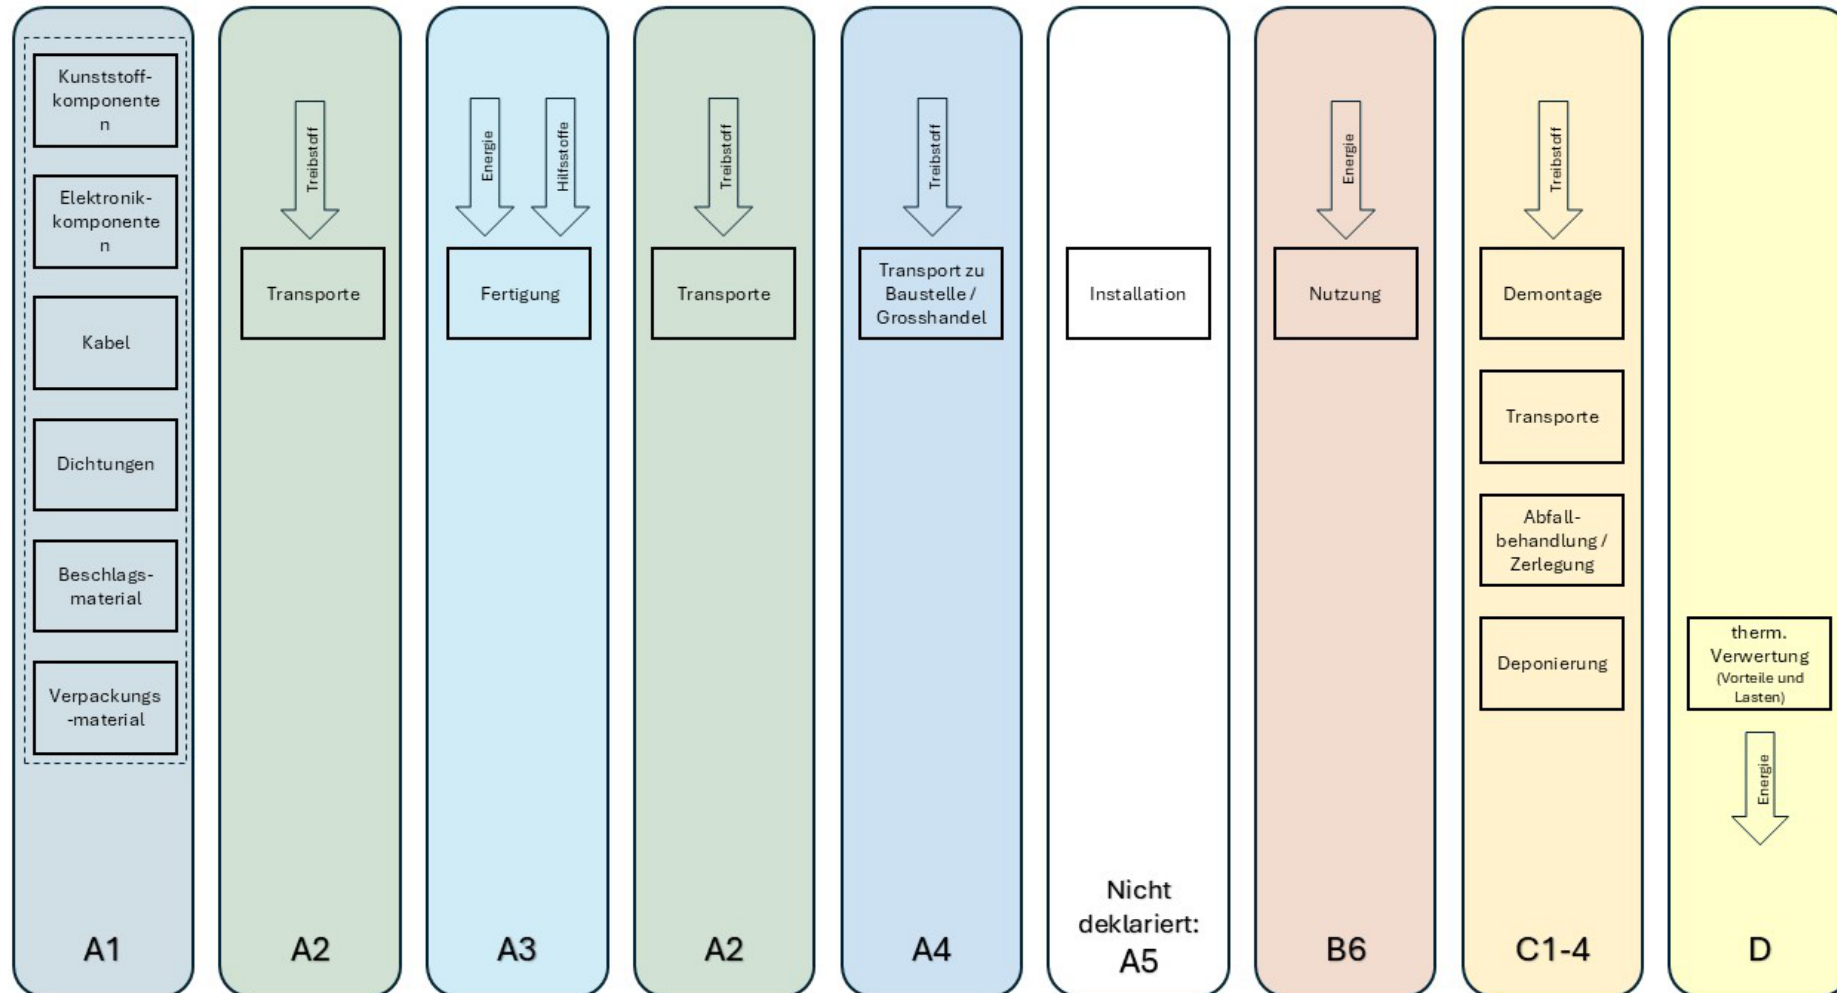 Kunststoff-
komponente
n
Elektronik-
komponente
n
Kabel
Dichtungen
Beschlags-
material
Verpackungs
-material
A1
Treibstoff
Transporte
A2
Energie
Hilfsstoffe
Fertigung
A3
Treibstoff
Transporte
A2
Treibstoff
Transport zu
Baustelle /
Grosshandel
A4
Installation
Nicht
deklariert:
A5
Energie
Nutzung
B6
Treibstoff
Demontage
Transporte
Abfall-
behandlung /
Zerlegung
Deponierung
C1-4
therm.
Verwertung
(Vorteile und
Lasten)
Energie
D